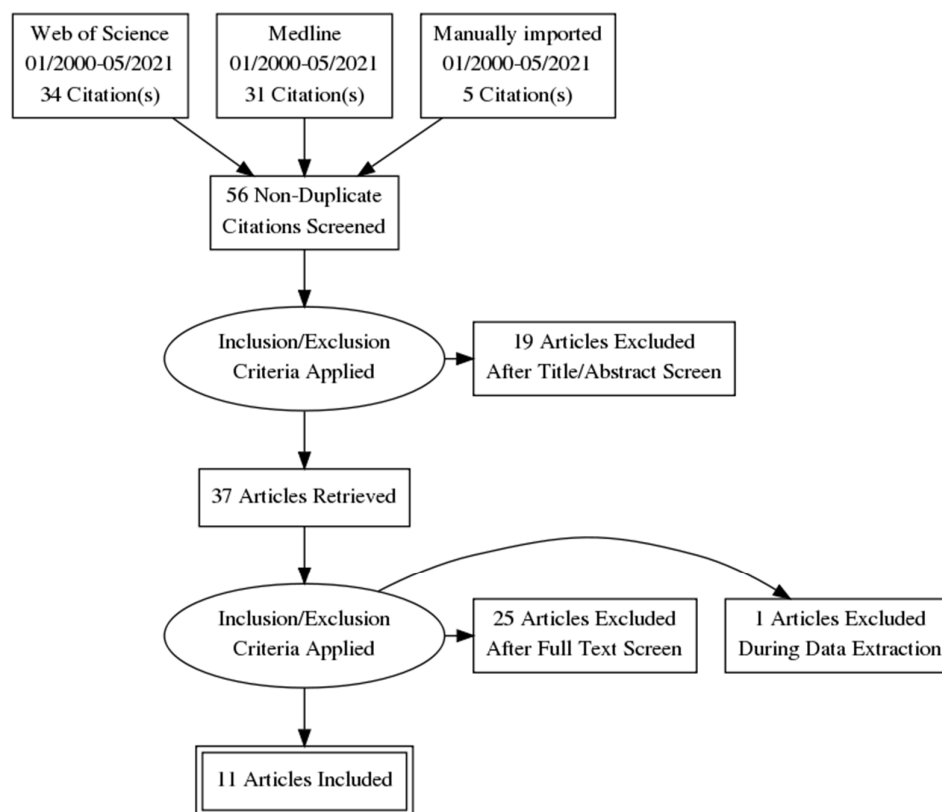 Web of Science
01/2000-05/2021
34 Citation(s)
Medline
01/2000-05/2021
31 Citation(s)
Manually imported
01/2000-05/2021
5 Citation(s)
56 Non-Duplicate
Citations Screened
Inclusion/Exclusion
Criteria Applied
19 Articles Excluded
After Title/Abstract Screen
37 Articles Retrieved
Inclusion/Exclusion
Criteria Applied
25 Articles Excluded
After Full Text Screen
1 Articles Excluded
During Data Extraction
11 Articles Included